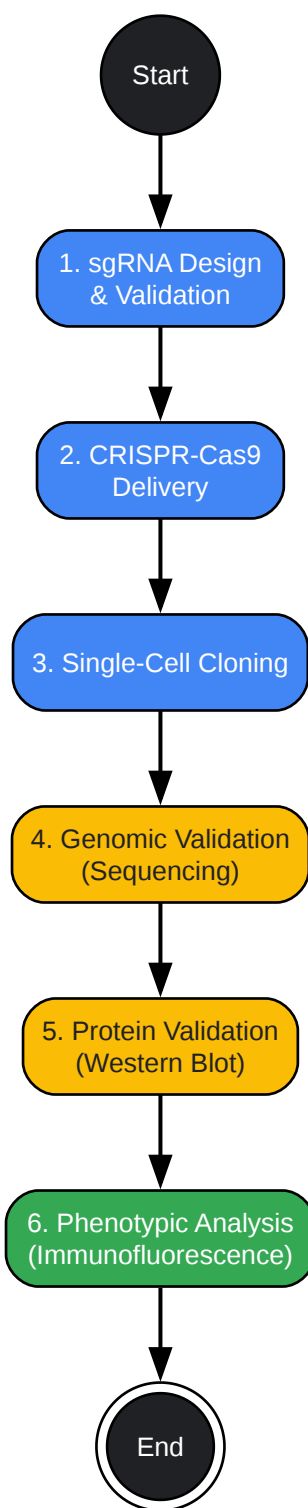 Start
1. sgRNA Design
& Validation
2. CRISPR-Cas9
Delivery
3. Single-Cell Cloning
4. Genomic Validation
(Sequencing)
5. Protein Validation
(Western Blot)
6. Phenotypic Analysis
(Immunofluorescence)
End